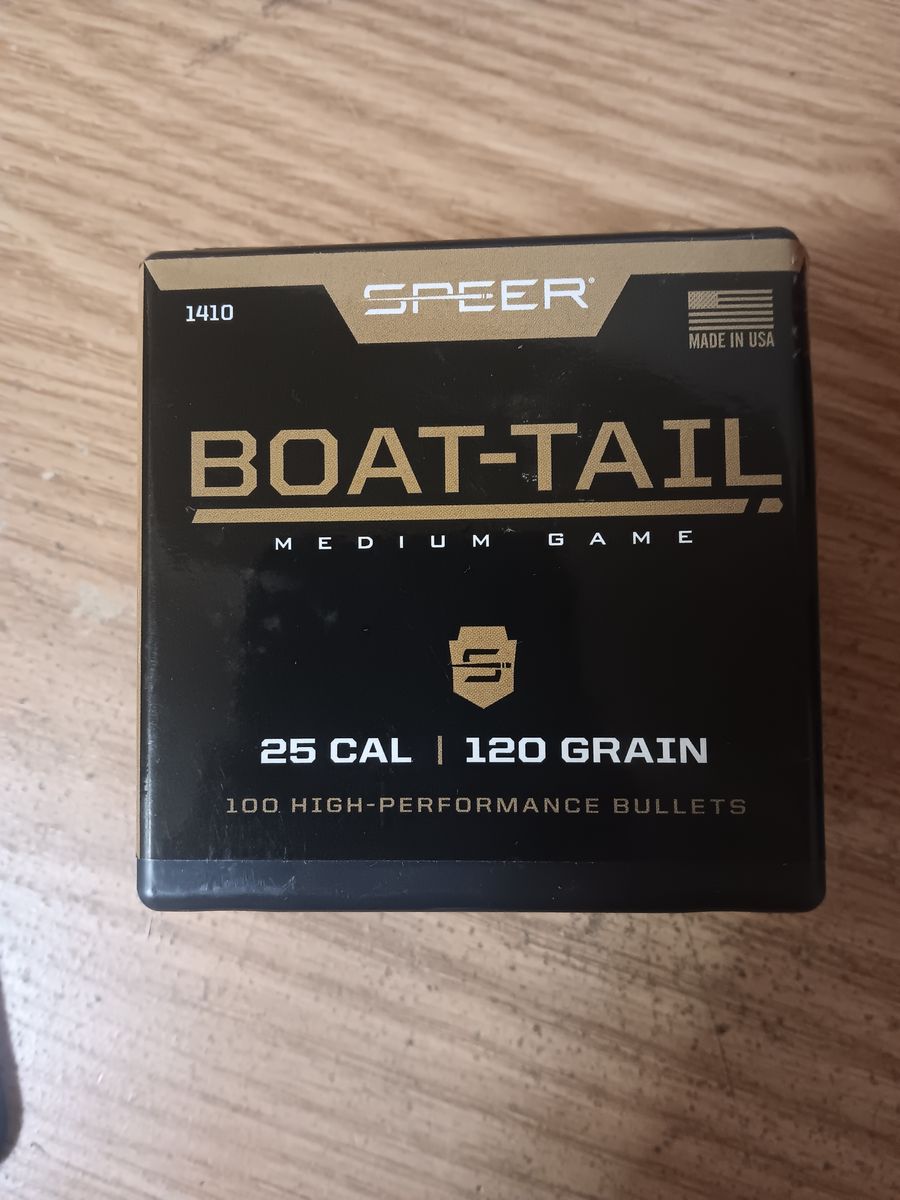 SPEER®
1410
MADE IN USA
BOAT-TAIL
MEDIUM GAME
S
25 CAL | 120 GRAIN
100 HIGH-PERFORMANCE BULLETS